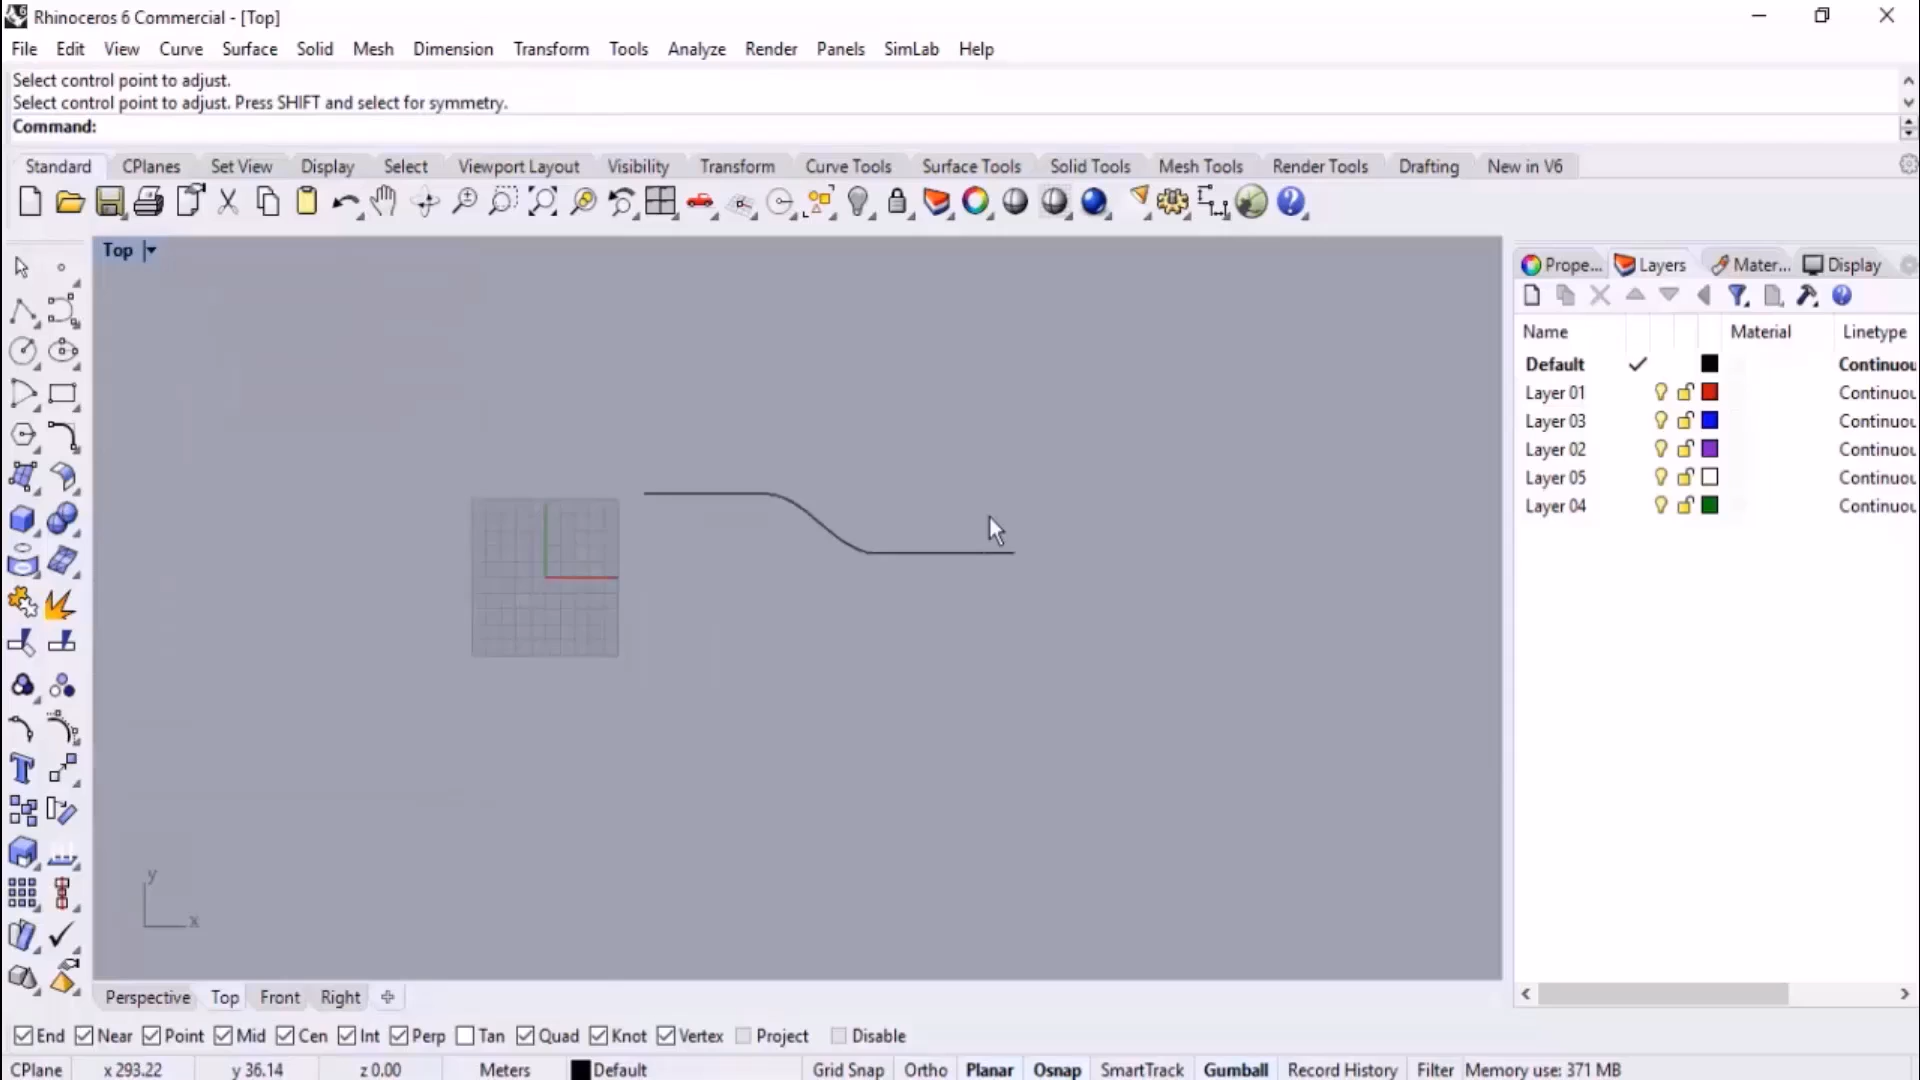 Rhinoceros 6 Commercial - [Top]
File Edit View Curve Surface Solid Mesh Dimension Transform Tools Analyze Render Panels SimLab Help
Select control point to adjust.
Select control point to adjust. Press SHIFT and select for symmetry.
Command:
Standard CPlanes Set View Display Select Viewport Layout Visibility Transform Curve Tools Surface Tools Solid Tools Mesh Tools Render Tools Drafting New in V6
Top
Prope... Layers Mater... Display
Name Material Linetype
Default Continuou
Layer 01 Continuou
Layer 03 Continuou
Layer 02 Continuou
Layer 05 Continuou
Layer 04 Continuou
y
x
Perspective Top Front Right
End Near Point Mid Cen Int Perp Tan Quad Knot Vertex Project Disable
CPlane x 293.22 y 36.14 z 0.00 Meters Default Grid Snap Ortho Planar Osnap SmartTrack Gumball Record History Filter Memory use: 371 MB